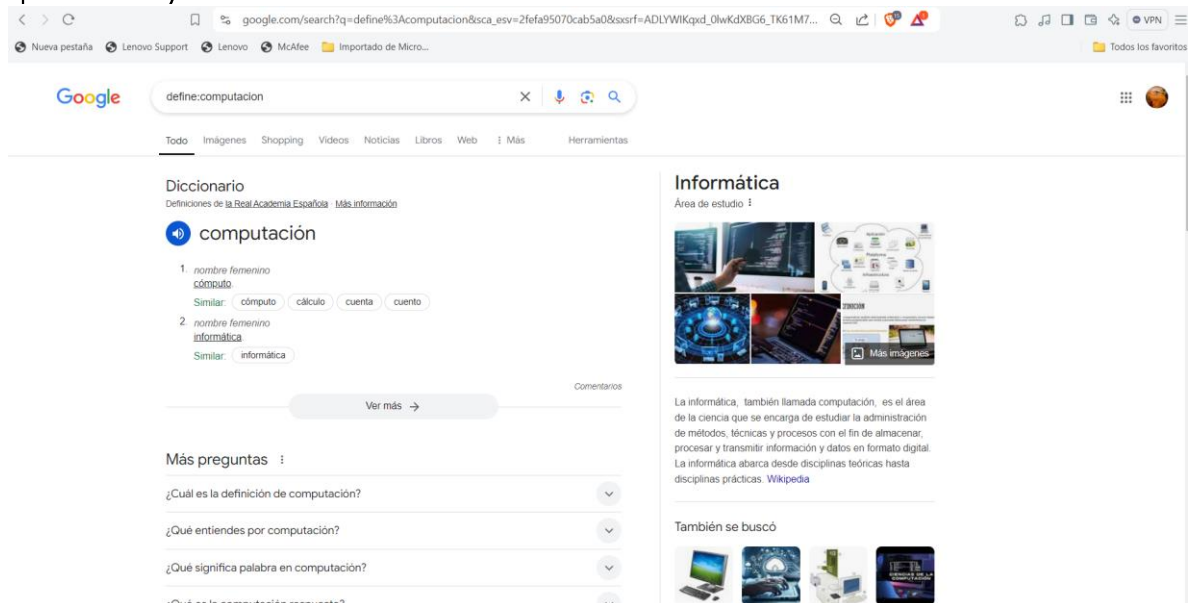 google.com/search?q=define%3Acomputacion&sca_esv=2fefa95070cab5a0&sxsrf=ADLYWIKqxd_0lwKdXBG6_TK61M7...
VPN
Nueva pestaña Lenovo Support Lenovo McAfee Importado de Micro...
Todos los favoritos
Google
define:computacion
Todo Imágenes Shopping Videos Noticias Libros Web Más Herramientas
Diccionario
Definiciones de la Real Academia Española · Más información
computación
1. nombre femenino
cómputo.
Similar: cómputo cálculo cuenta cuento
2. nombre femenino
informática.
Similar: informática
Comentarios
Ver más →
Más preguntas
¿Cuál es la definición de computación?
¿Qué entiendes por computación?
¿Qué significa palabra en computación?
Informática
Área de estudio
Más imágenes
La informática, también llamada computación, es el área
de la ciencia que se encarga de estudiar la administración
de métodos, técnicas y procesos con el fin de almacenar,
procesar y transmitir información y datos en formato digital.
La informática abarca desde disciplinas teóricas hasta
disciplinas prácticas. Wikipedia
También se buscó
CIENCIAS DE LA
COMPUTACIÓN